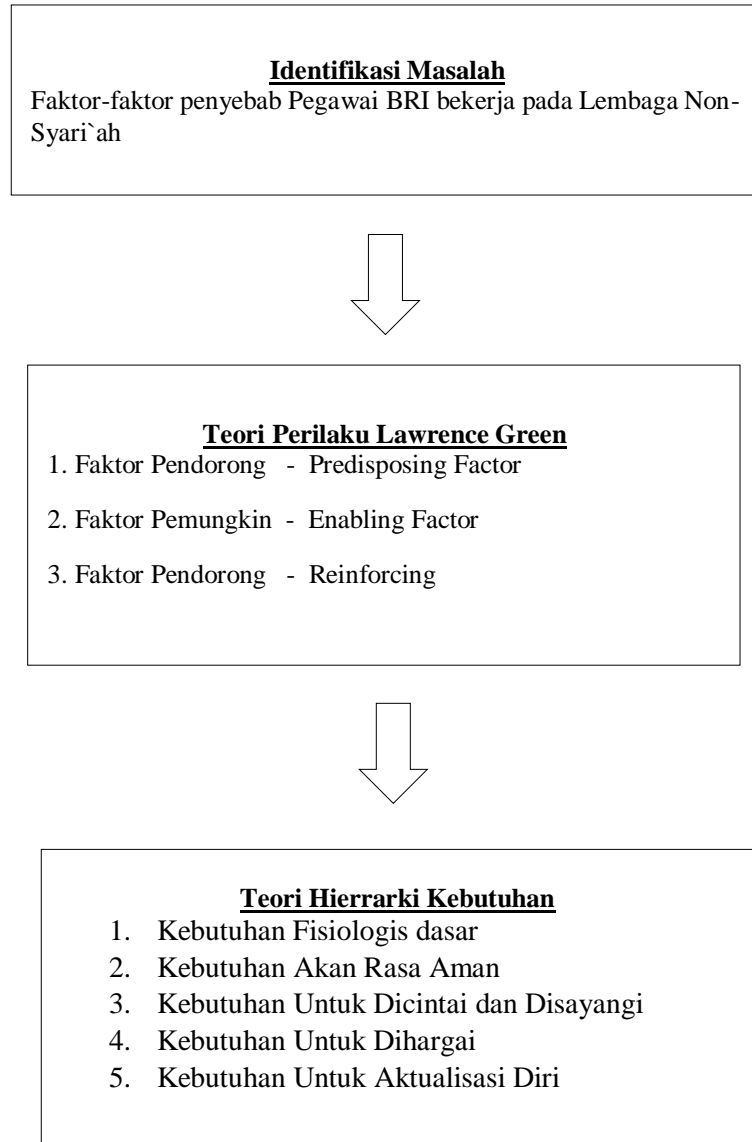 Identifikasi Masalah
Faktor-faktor penyebab Pegawai BRI bekerja pada Lembaga Non-
Syari`ah
Teori Perilaku Lawrence Green
1. Faktor Pendorong - Predisposing Factor
2. Faktor Pemungkin - Enabling Factor
3. Faktor Pendorong - Reinforcing
Teori Hierrarki Kebutuhan
1. Kebutuhan Fisiologis dasar
2. Kebutuhan Akan Rasa Aman
3. Kebutuhan Untuk Dicintai dan Disayangi
4. Kebutuhan Untuk Dihargai
5. Kebutuhan Untuk Aktualisasi Diri